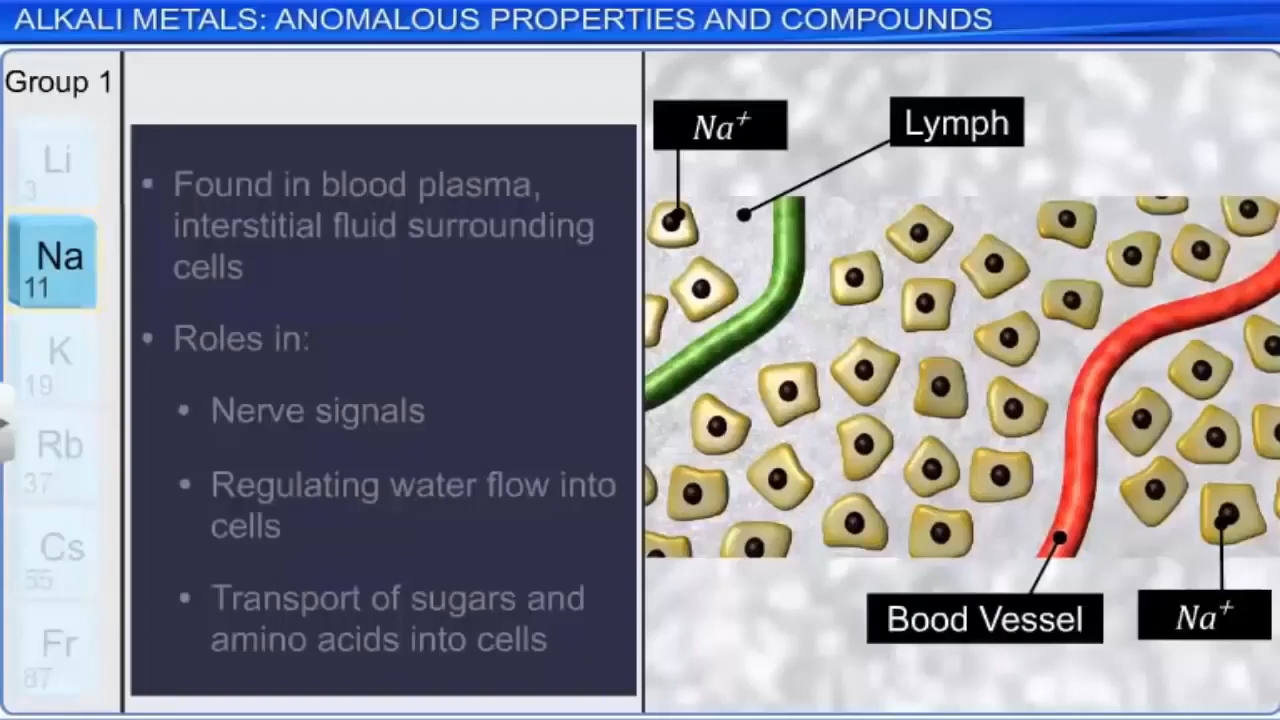 ALKALI METALS: ANOMALOUS PROPERTIES AND COMPOUNDS
Group 1
Li
3
Na
11
K
19
Rb
37
Cs
55
Fr
87
• Found in blood plasma,
interstitial fluid surrounding
cells
• Roles in:
• Nerve signals
• Regulating water flow into
cells
• Transport of sugars and
amino acids into cells
Na⁺
Lymph
Bood Vessel
Na⁺